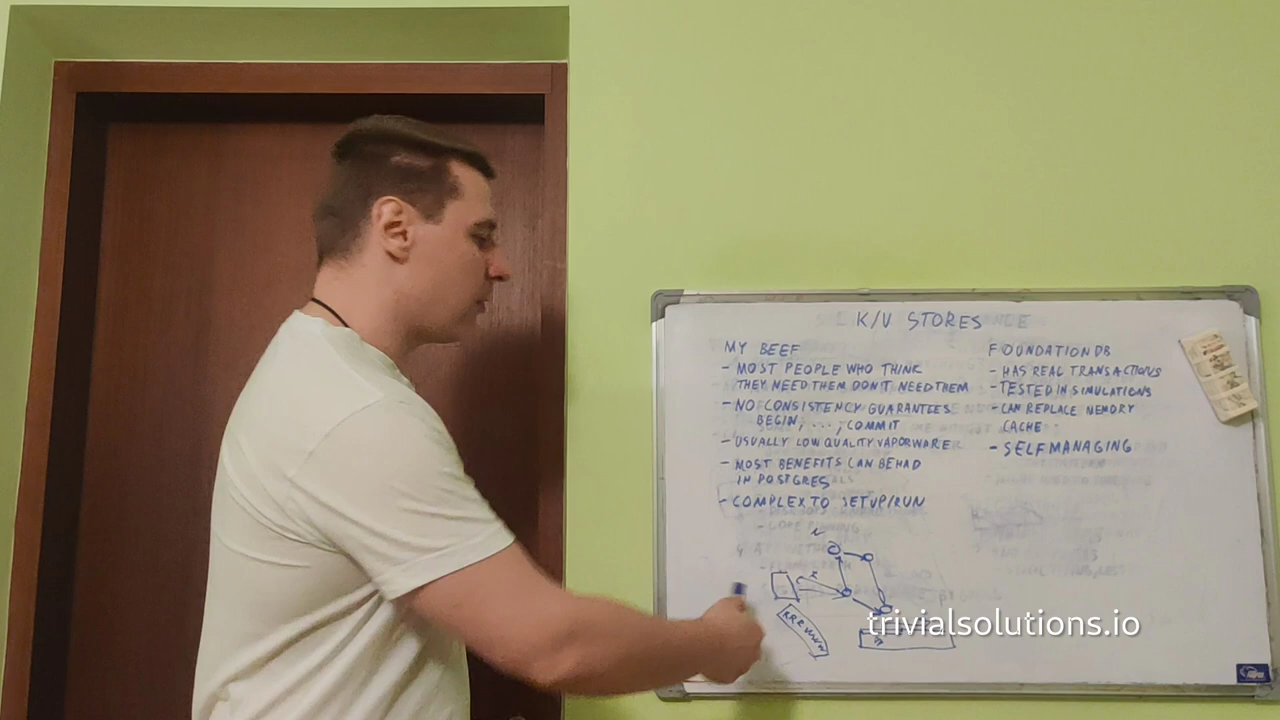 K/V STORES
MY BEEF
- MOST PEOPLE WHO THINK
THEY NEED THEM DON'T NEED THEM
- NO CONSISTENCY GUARANTEES
BEGIN; ...; COMMIT
- USUALLY LOW QUALITY VAPORWARE
- MOST BENEFITS CAN BE HAD
IN POSTGRES
- COMPLEX TO SETUP/RUN
FOUNDATIONDB
- HAS REAL TRANSACTIONS
- TESTED IN SIMULATIONS
- CAN REPLACE MEMORY
CACHE
- SELF MANAGING
trivialsolutions.io